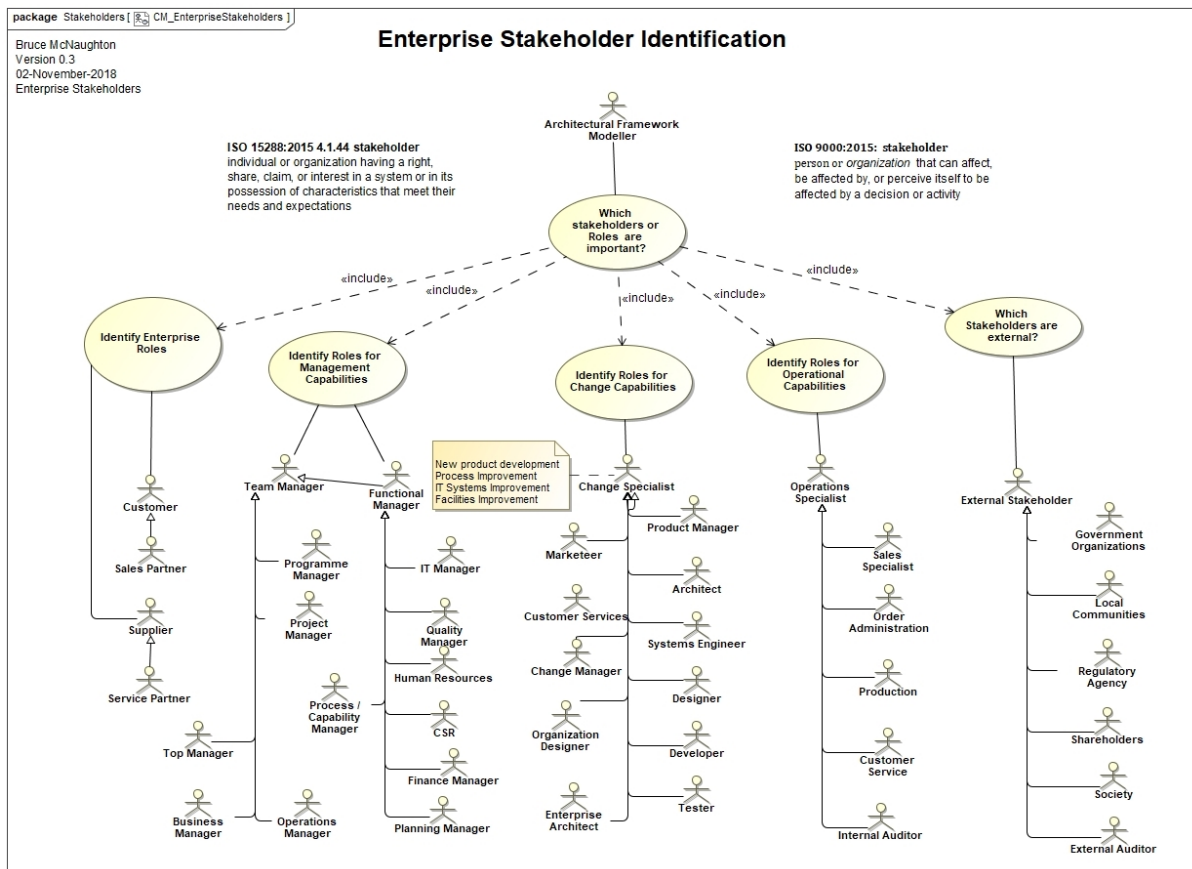 package Stakeholders [ CM_EnterpriseStakeholders ]
Bruce McNaughton
Version 0.3
02-November-2018
Enterprise Stakeholders
Enterprise Stakeholder Identification
Architectural Framework
Modeller
ISO 15288:2015 4.1.44 stakeholder
individual or organization having a right,
share, claim, or interest in a system or in its
possession of characteristics that meet their
needs and expectations
ISO 9000:2015: stakeholder
person or organization that can affect,
be affected by, or perceive itself to be
affected by a decision or activity
Which
stakeholders or
Roles are
important?
«include»
«include»
«include»
«include»
«include»
Identify Enterprise
Roles
Identify Roles for
Management
Capabilities
Identify Roles for
Change Capabilities
Identify Roles for
Operational
Capabilities
Which
Stakeholders are
external?
Customer
Sales Partner
Supplier
Service Partner
Team Manager
Functional
Manager
Programme
Manager
Project
Manager
Top Manager
Business
Manager
Operations
Manager
IT Manager
Quality
Manager
Human Resources
Process /
Capability
Manager
CSR
Finance Manager
Planning Manager
New product development
Process Improvement
IT Systems Improvement
Facilities Improvement
Change Specialist
Product Manager
Marketeer
Architect
Customer Services
Systems Engineer
Change Manager
Designer
Organization
Designer
Developer
Enterprise
Architect
Tester
Operations
Specialist
Sales
Specialist
Order
Administration
Production
Customer
Service
Internal Auditor
External Stakeholder
Government
Organizations
Local
Communities
Regulatory
Agency
Shareholders
Society
External Auditor